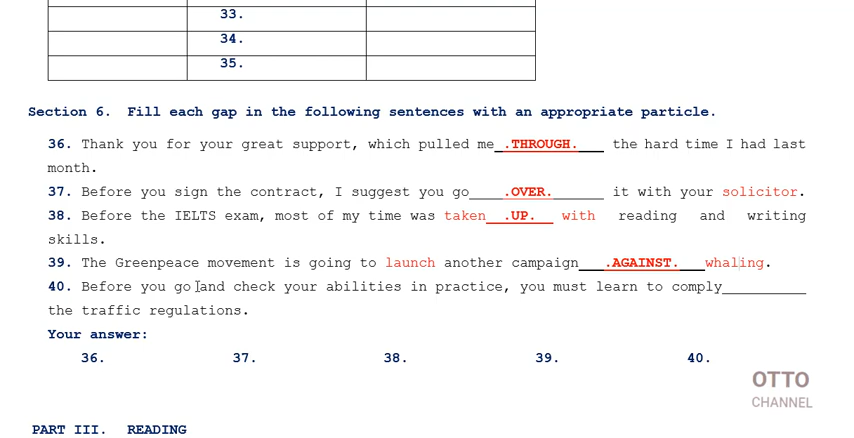 33.
34.
35.
Section 6. Fill each gap in the following sentences with an appropriate particle.
36. Thank you for your great support, which pulled me .THROUGH. the hard time I had last
month.
37. Before you sign the contract, I suggest you go .OVER. it with your solicitor.
38. Before the IELTS exam, most of my time was taken .UP. with reading and writing
skills.
39. The Greenpeace movement is going to launch another campaign .AGAINST. whaling.
40. Before you go and check your abilities in practice, you must learn to comply__________
the traffic regulations.
Your answer:
36. 37. 38. 39. 40.
OTTO
CHANNEL
PART III. READING